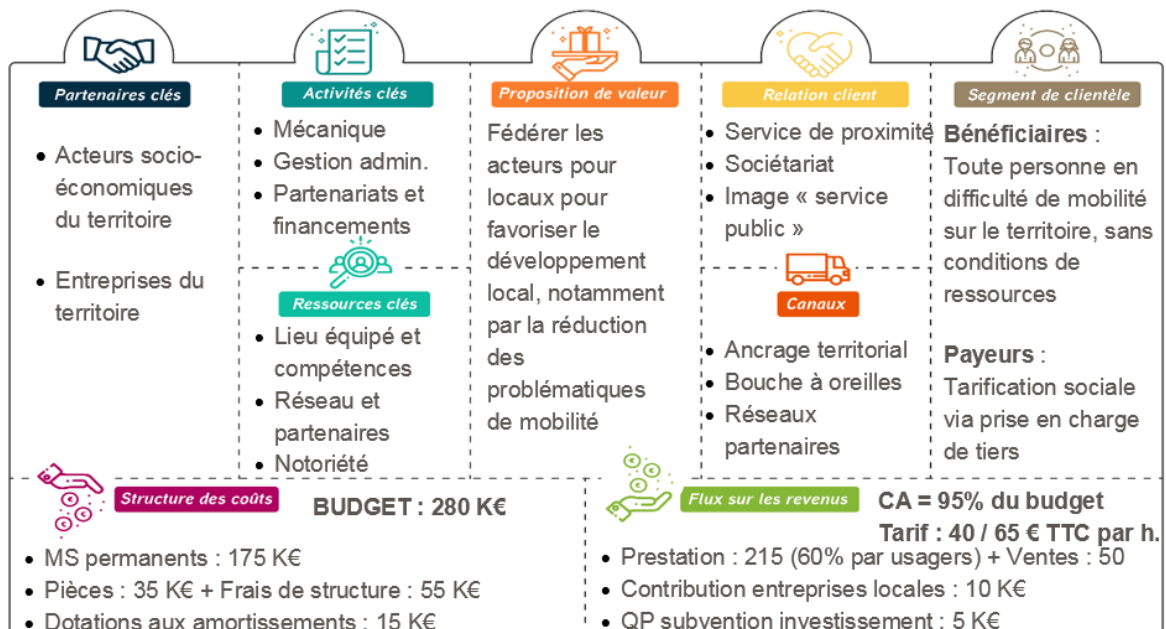 Partenaires clés
• Acteurs socio-
économiques
du territoire
• Entreprises du
territoire
Activités clés
• Mécanique
• Gestion admin.
• Partenariats et
financements
Ressources clés
• Lieu équipé et
compétences
• Réseau et
partenaires
• Notoriété
Proposition de valeur
Fédérer les
acteurs pour
locaux pour
favoriser le
développement
local, notamment
par la réduction
des
problématiques
de mobilité
Relation client
• Service de proximité
• Sociétariat
• Image « service
public »
Canaux
• Ancrage territorial
• Bouche à oreilles
• Réseaux
partenaires
Segment de clientèle
Bénéficiaires :
Toute personne en
difficulté de mobilité
sur le territoire, sans
conditions de
ressources
Payeurs :
Tarification sociale
via prise en charge
de tiers
Structure des coûts
BUDGET : 280 K€
• MS permanents : 175 K€
• Pièces : 35 K€ + Frais de structure : 55 K€
• Dotations aux amortissements : 15 K€
Flux sur les revenus
CA = 95% du budget
Tarif : 40 / 65 € TTC par h.
• Prestation : 215 (60% par usagers) + Ventes : 50
• Contribution entreprises locales : 10 K€
• QP subvention investissement : 5 K€